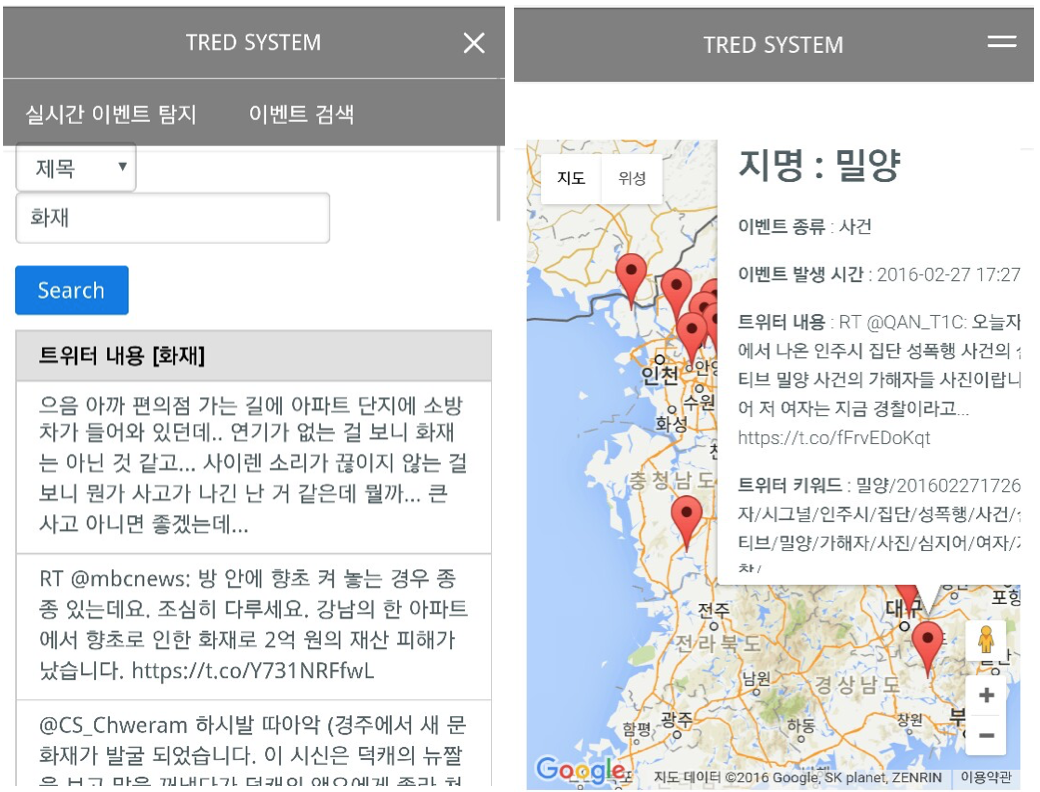 TRED SYSTEM
실시간 이벤트 탐지 이벤트 검색
제목
화재
Search
트위터 내용 [화재]
으음 아까 편의점 가는 길에 아파트 단지에 소방
차가 들어와 있던데.. 연기가 없는 걸 보니 화재
는 아닌 것 같고... 사이렌 소리가 끊이지 않는 걸
보니 뭔가 사고가 나긴 난 거 같은데 뭘까... 큰
사고 아니면 좋겠는데...
RT @mbcnews: 방 안에 향초 켜 놓는 경우 종
종 있는데요. 조심히 다루세요. 강남의 한 아파트
에서 향초로 인한 화재로 2억 원의 재산 피해가
났습니다. https://t.co/Y731NRFfwL
@CS_Chweram 하시발 따아악 (경주에서 새 문
화재가 발굴 되었습니다. 이 시신은 덕캐의 뉴짤
TRED SYSTEM
지도 위성
지명 : 밀양
이벤트 종류 : 사건
이벤트 발생 시간 : 2016-02-27 17:27
트위터 내용 : RT @QAN_T1C: 오늘자
에서 나온 인주시 집단 성폭행 사건의
티브 밀양 사건의 가해자들 사진이랍니
어 저 여자는 지금 경찰이라고...
https://t.co/fFrvEDoKqt
트위터 키워드 : 밀양/201602271726
자/시그널/인주시/집단/성폭행/사건/
티브/밀양/가해자/사진/심지어/여자/
인천
수원
화성
충청남도
대구
포항
전주
전라북도
남원
경상남도
창원
함평
광주
하동
Google
지도 데이터 ©2016 Google, SK planet, ZENRIN 이용약관